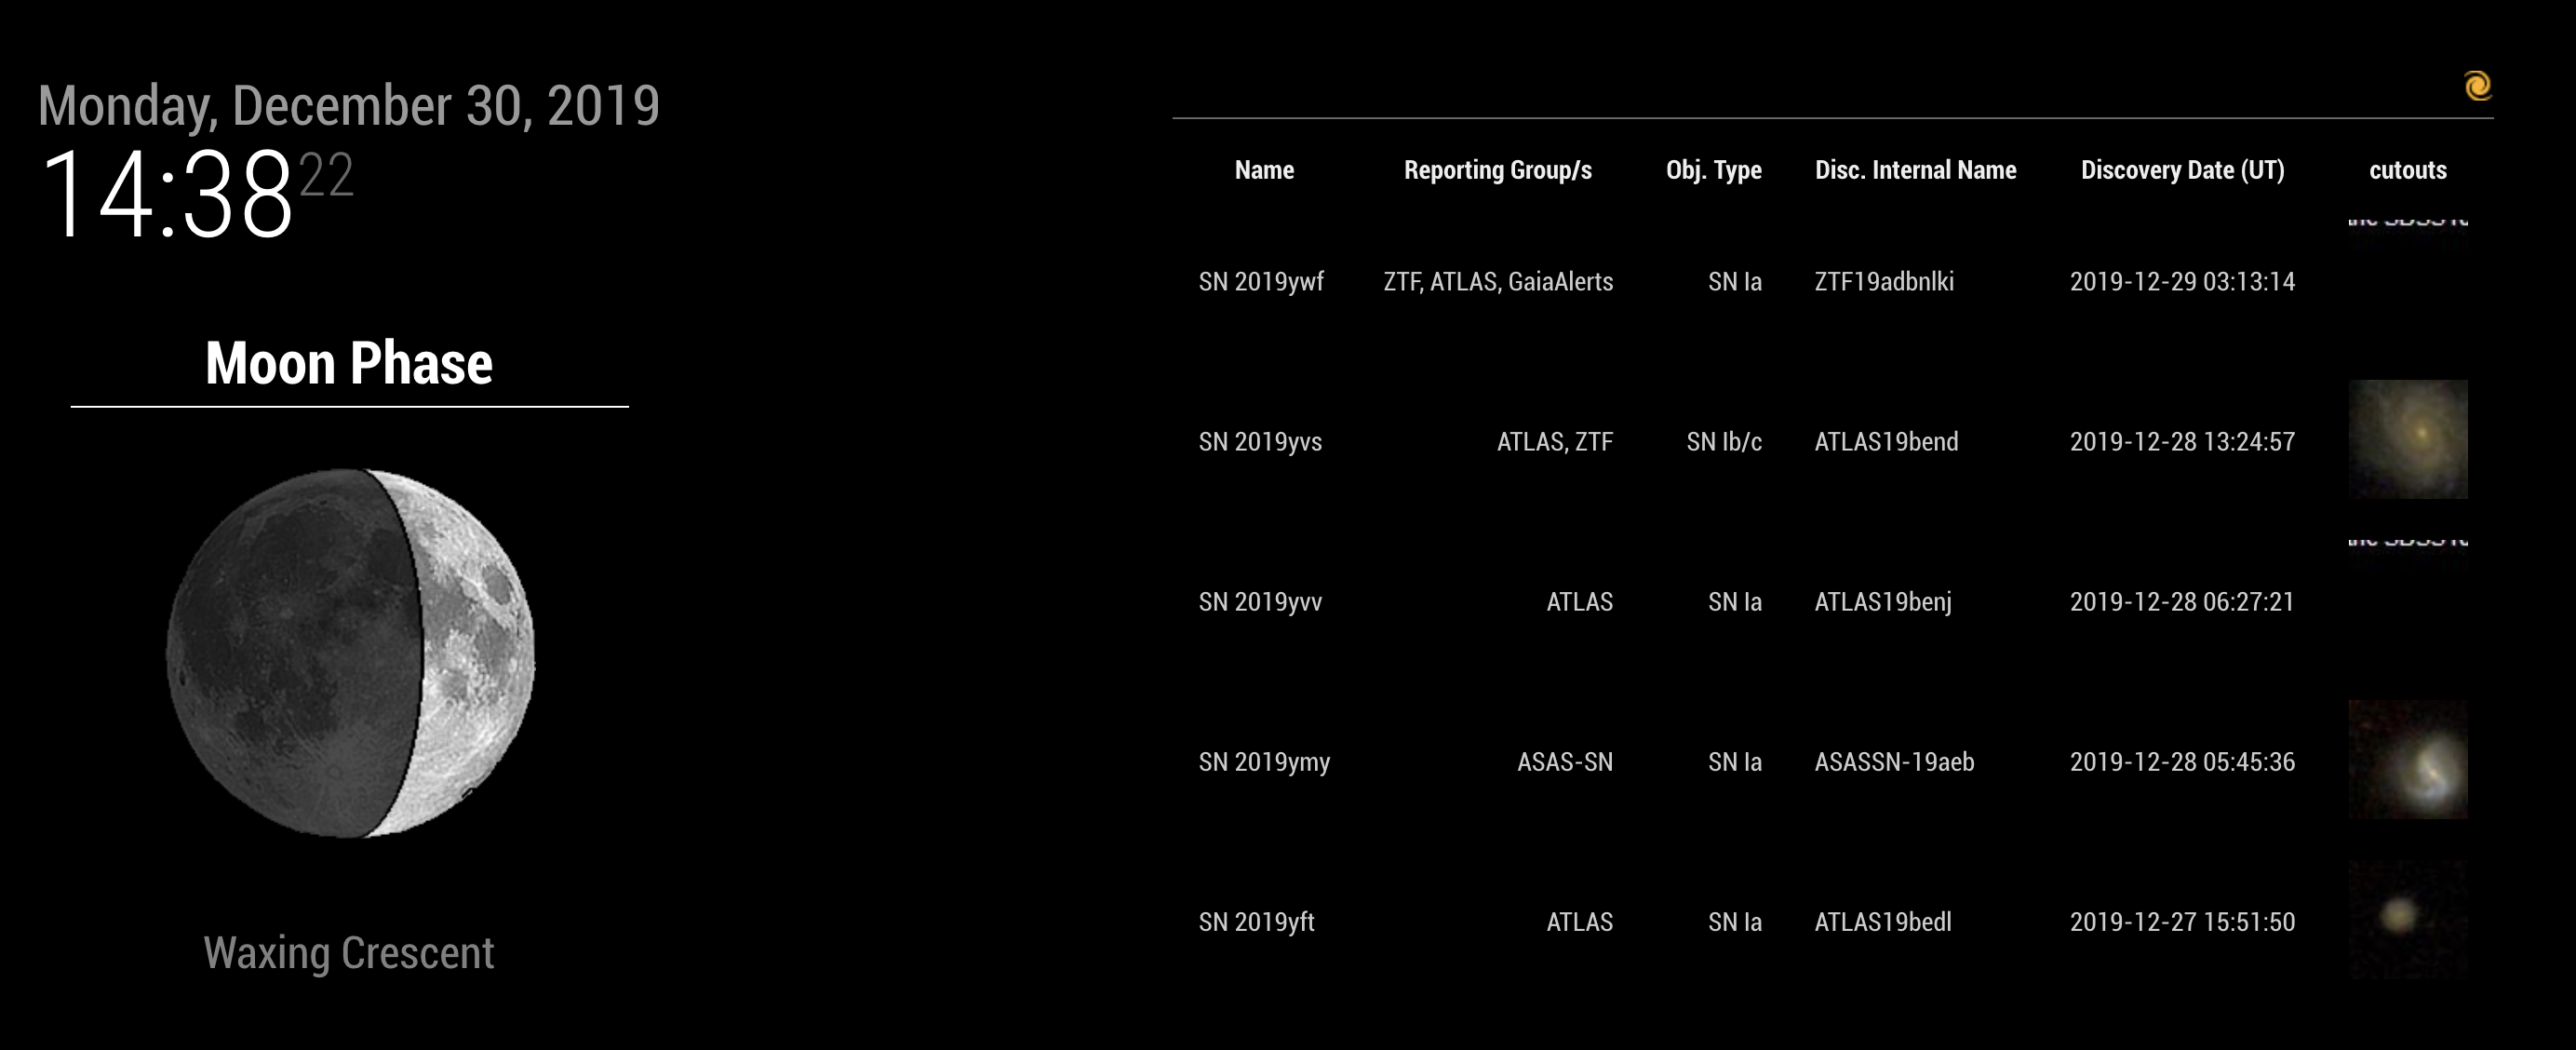 Monday, December 30, 2019
14:38 22
Moon Phase
Waxing Crescent
Name Reporting Group/s Obj. Type Disc. Internal Name Discovery Date (UT) cutouts
SN 2019ywf ZTF, ATLAS, GaiaAlerts SN Ia ZTF19adbnlki 2019-12-29 03:13:14
SN 2019yvs ATLAS, ZTF SN Ib/c ATLAS19bend 2019-12-28 13:24:57
SN 2019yvv ATLAS SN Ia ATLAS19benj 2019-12-28 06:27:21
SN 2019ymy ASAS-SN SN Ia ASASSN-19aeb 2019-12-28 05:45:36
SN 2019yft ATLAS SN Ia ATLAS19bedl 2019-12-27 15:51:50